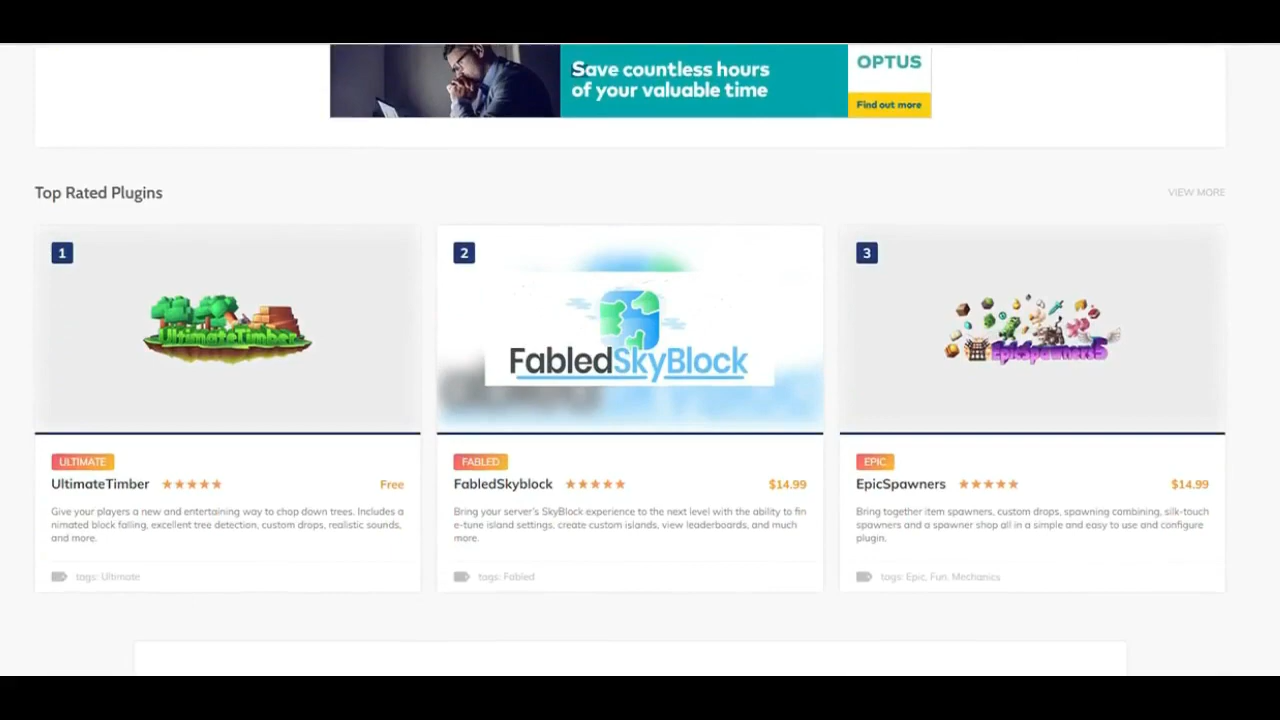 Save countless hours
of your valuable time
OPTUS
Find out more
Top Rated Plugins
VIEW MORE
1
UltimateTimber
ULTIMATE
UltimateTimber
Free
Give your players a new and entertaining way to chop down trees. Includes a
nimated block falling, excellent tree detection, custom drops, realistic sounds,
and more.
tags: Ultimate
2
FabledSkyBlock
FABLED
FabledSkyblock
$14.99
Bring your server's SkyBlock experience to the next level with the ability to fin
e-tune island settings, create custom islands, view leaderboards, and much
more.
tags: Fabled
3
EpicSpawners5
EPIC
EpicSpawners
$14.99
Bring together item spawners, custom drops, spawning combining, silk-touch
spawners and a spawner shop all in a simple and easy to use and configure
plugin.
tags: Epic, Fun, Mechanics